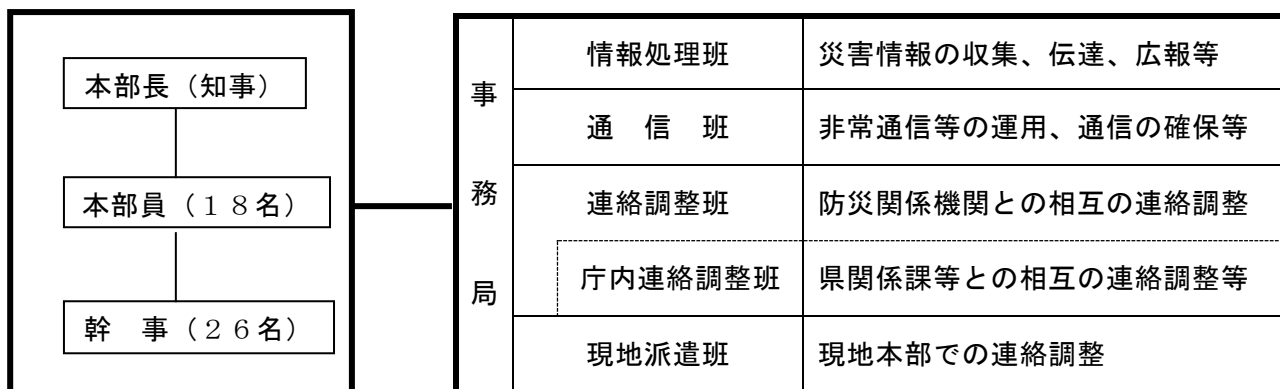 本部長（知事）
本部員（１８名）
幹　事（２６名）
事務局
情報処理班　災害情報の収集、伝達、広報等
通　信　班　非常通信等の運用、通信の確保等
連絡調整班　防災関係機関との相互の連絡調整
庁内連絡調整班　県関係課等との相互の連絡調整等
現地派遣班　現地本部での連絡調整